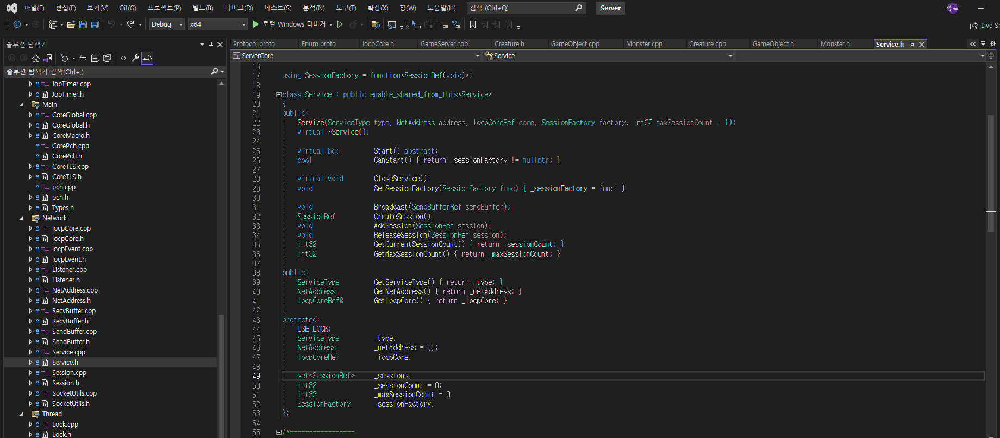 파일(F) 편집(E) 보기(V) Git(G) 프로젝트(P) 빌드(B) 디버그(D) 테스트(S) 분석(N) 도구(T) 확장(X) 창(W) 도움말(H) 검색 (Ctrl+Q) Server
Debug x64 로컬 Windows 디버거 Live Sh
솔루션 탐색기
솔루션 탐색기 검색(Ctrl+;)
JobTimer.cpp
JobTimer.h
Main
CoreGlobal.cpp
CoreGlobal.h
CoreMacro.h
CorePch.cpp
CorePch.h
CoreTLS.cpp
CoreTLS.h
pch.cpp
pch.h
Types.h
Network
IocpCore.cpp
IocpCore.h
IocpEvent.cpp
IocpEvent.h
Listener.cpp
Listener.h
NetAddress.cpp
NetAddress.h
RecvBuffer.cpp
RecvBuffer.h
SendBuffer.cpp
SendBuffer.h
Service.cpp
Service.h
Session.cpp
Session.h
SocketUtils.cpp
SocketUtils.h
Thread
Lock.cpp
Lock.h
Protocol.proto Enum.proto IocpCore.h GameServer.cpp Creature.h GameObject.cpp Monster.cpp Creature.cpp GameObject.h Monster.h Service.h
ServerCore Service
16
17 using SessionFactory = function<SessionRef(void)>;
18
19 class Service : public enable_shared_from_this<Service>
20 {
21 public:
22 Service(ServiceType type, NetAddress address, IocpCoreRef core, SessionFactory factory, int32 maxSessionCount = 1);
23 virtual ~Service();
24
25 virtual bool Start() abstract;
26 bool CanStart() { return _sessionFactory != nullptr; }
27
28 virtual void CloseService();
29 void SetSessionFactory(SessionFactory func) { _sessionFactory = func; }
30
31 void Broadcast(SendBufferRef sendBuffer);
32 SessionRef CreateSession();
33 void AddSession(SessionRef session);
34 void ReleaseSession(SessionRef session);
35 int32 GetCurrentSessionCount() { return _sessionCount; }
36 int32 GetMaxSessionCount() { return _maxSessionCount; }
37
38 public:
39 ServiceType GetServiceType() { return _type; }
40 NetAddress GetNetAddress() { return _netAddress; }
41 IocpCoreRef& GetIocpCore() { return _iocpCore; }
42
43 protected:
44 USE_LOCK;
45 ServiceType _type;
46 NetAddress _netAddress = {};
47 IocpCoreRef _iocpCore;
48
49 set<SessionRef> _sessions;
50 int32 _sessionCount = 0;
51 int32 _maxSessionCount = 0;
52 SessionFactory _sessionFactory;
53 };
54
55 /*-----------------